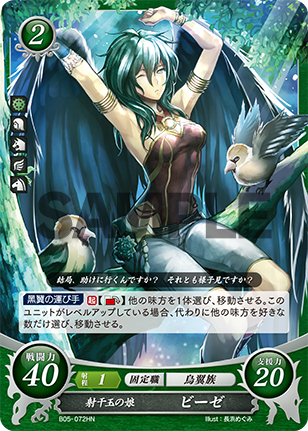 2
SAMPLE
結局、助けに行くんですか?　それとも様子見ですか?
黒翼の運び手 起【】他の味方を1体選び、移動させる。この
ユニットがレベルアップしている場合、代わりに他の味方を好きな
数だけ選び、移動させる。
戦闘力 40
射程 1 固定職 鳥翼族
支援力 20
射干玉の娘 ビーゼ
B05-072HN
Illust:長浜めぐみ